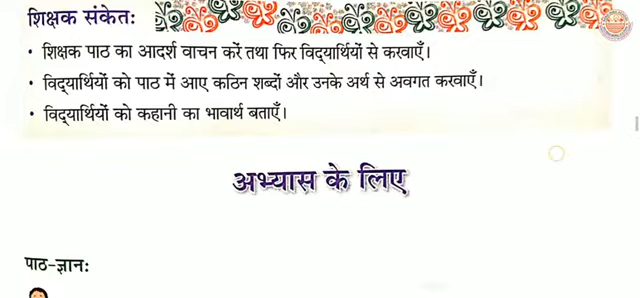 शिक्षक संकेतः
• शिक्षक पाठ का आदर्श वाचन करें तथा फिर विद्यार्थियों से करवाएँ।
• विद्यार्थियों को पाठ में आए कठिन शब्दों और उनके अर्थ से अवगत करवाएँ।
• विद्यार्थियों को कहानी का भावार्थ बताएँ।
अभ्यास के लिए
पाठ-ज्ञानः